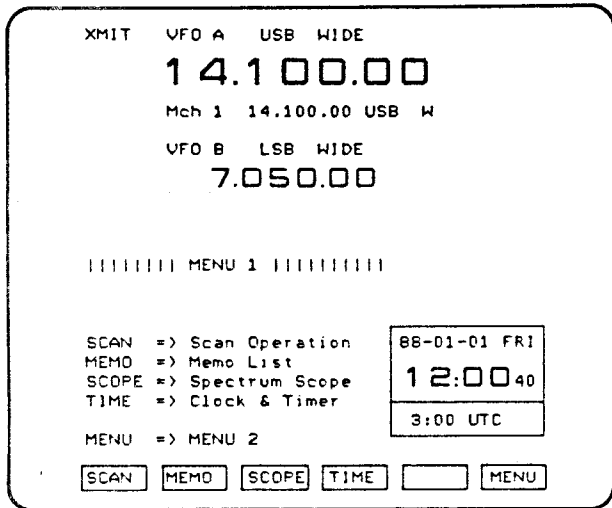 XMIT VFO A USB WIDE
14.100.00
Mch 1 14.100.00 USB W
VFO B LSB WIDE
7.050.00
|||||||| MENU 1 ||||||||||
SCAN => Scan Operation
MEMO => Memo List
SCOPE => Spectrum Scope
TIME => Clock & Timer
MENU => MENU 2
88-01-01 FRI
12:00 40
3:00 UTC
SCAN MEMO SCOPE TIME MENU